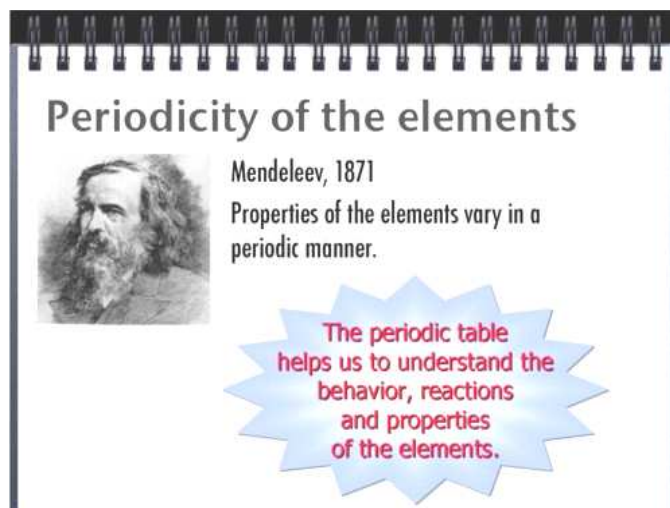 Periodicity of the elements
Mendeleev, 1871
Properties of the elements vary in a
periodic manner.
The periodic table
helps us to understand the
behavior, reactions
and properties
of the elements.